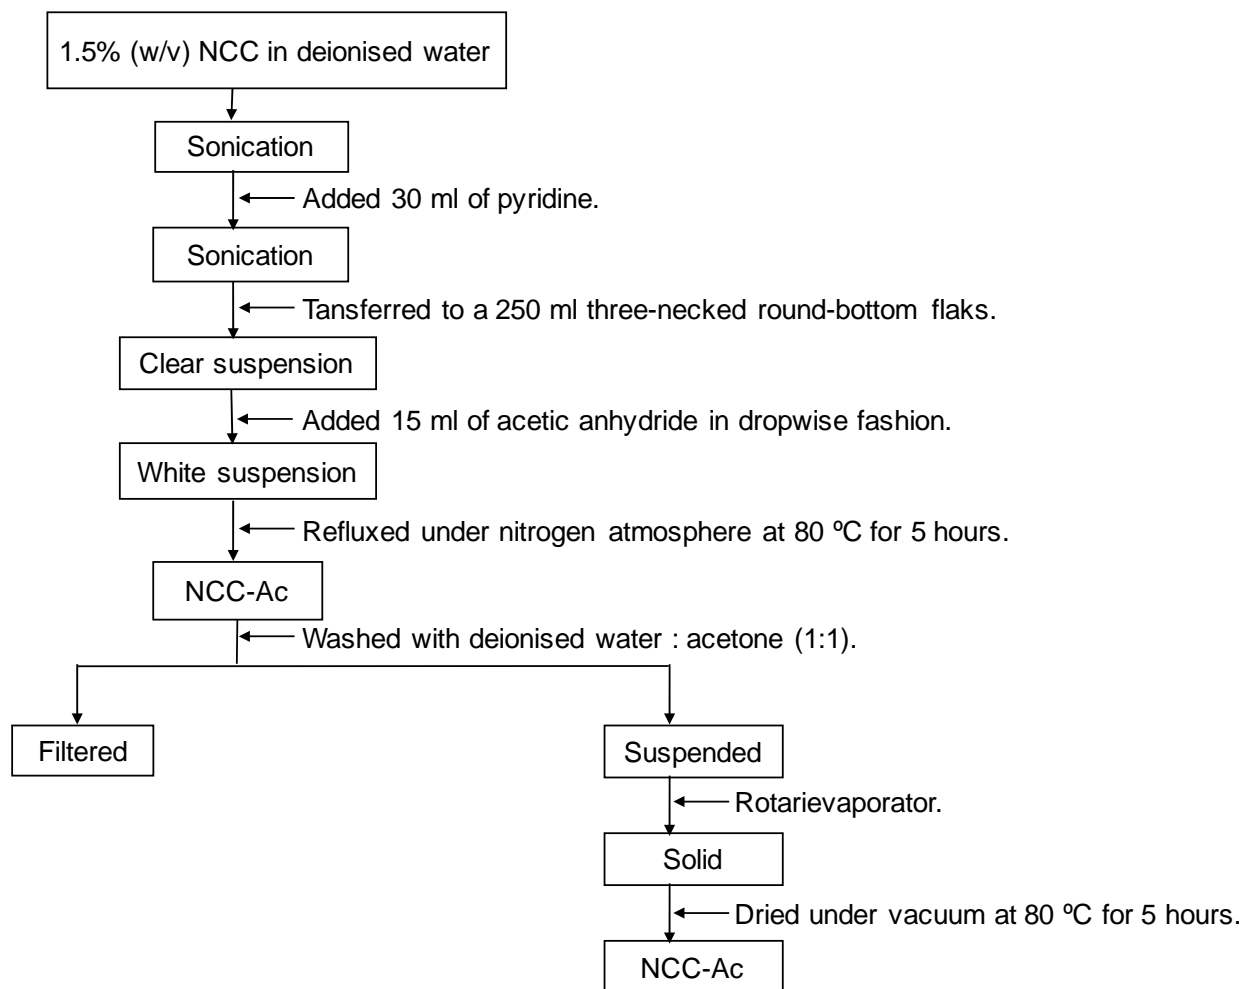 1.5% (w/v) NCC in deionised water
Sonication
Added 30 ml of pyridine.
Sonication
Tansferred to a 250 ml three-necked round-bottom flaks.
Clear suspension
Added 15 ml of acetic anhydride in dropwise fashion.
White suspension
Refluxed under nitrogen atmosphere at 80 ºC for 5 hours.
NCC-Ac
Washed with deionised water : acetone (1:1).
Filtered
Suspended
Rotarievaporator.
Solid
Dried under vacuum at 80 ºC for 5 hours.
NCC-Ac